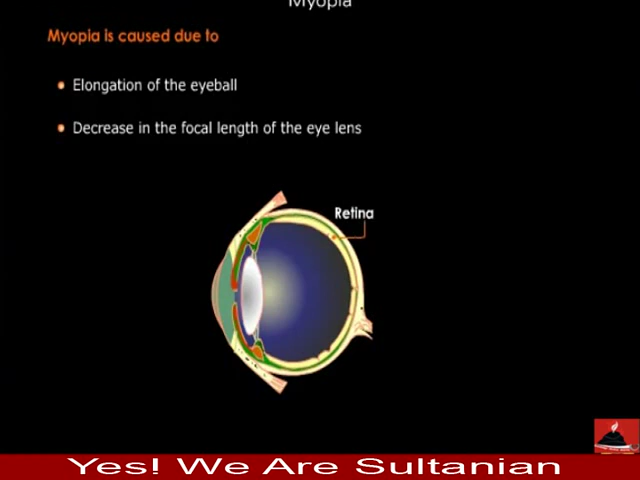 Myopia
Myopia is caused due to
Elongation of the eyeball
Decrease in the focal length of the eye lens
Retina
Yes! We Are Sultanian